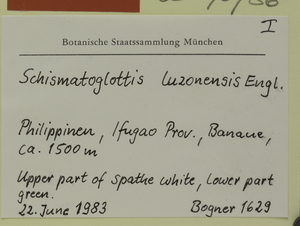 I
Botanische Staatssammlung München
Schismatoglottis luzonensis Engl.
Philippinen, Ifugao Prov., Banaue,
ca. 1500 m
Upper part of spathe white, lower part
green.
22. June 1983 Bogner 1629